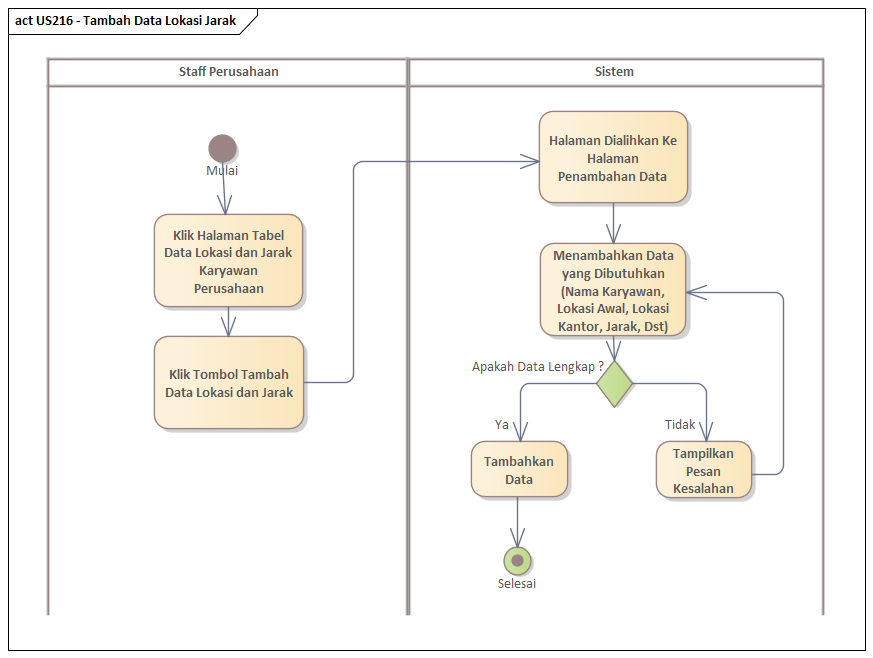 act US216 - Tambah Data Lokasi Jarak
Staff Perusahaan
Sistem
Mulai
Klik Halaman Tabel
Data Lokasi dan Jarak
Karyawan
Perusahaan
Klik Tombol Tambah
Data Lokasi dan Jarak
Halaman Dialihkan Ke
Halaman
Penambahan Data
Menambahkan Data
yang Dibutuhkan
(Nama Karyawan,
Lokasi Awal, Lokasi
Kantor, Jarak, Dst)
Apakah Data Lengkap ?
Ya
Tidak
Tambahkan
Data
Tampilkan
Pesan
Kesalahan
Selesai